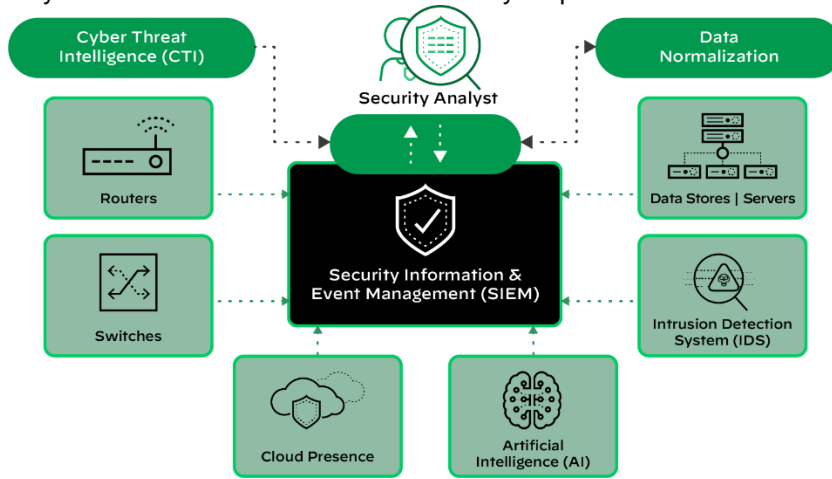 Cyber Threat
Intelligence (CTI)
Data
Normalization
Security Analyst
Routers
Data Stores | Servers
Security Information &
Event Management (SIEM)
Switches
Intrusion Detection
System (IDS)
Cloud Presence
Artificial
Intelligence (AI)